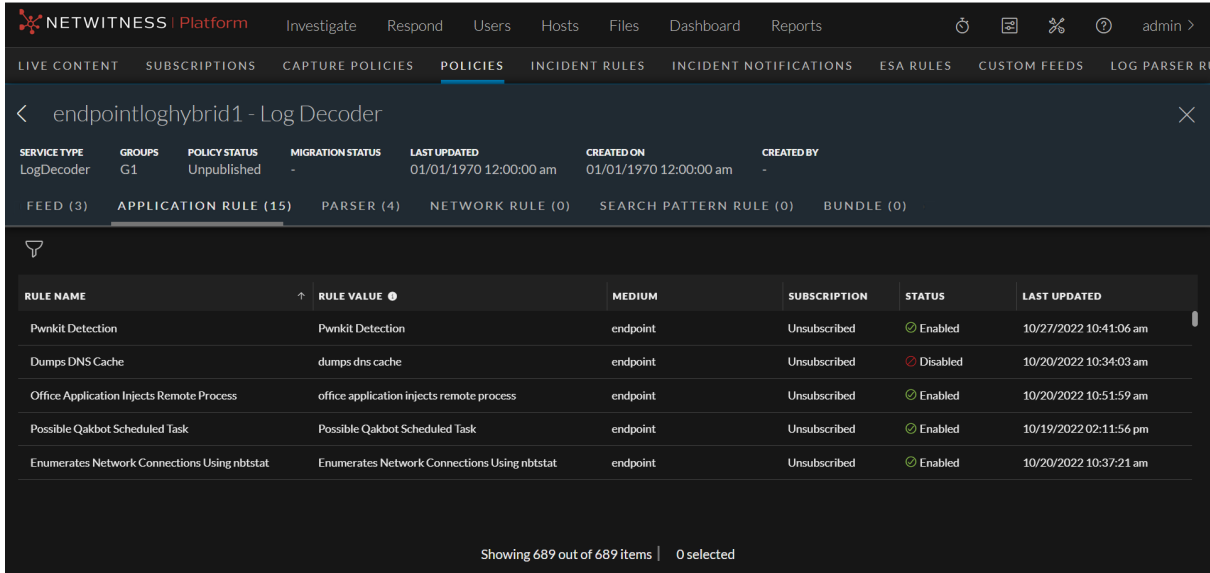 NETWITNESS | Platform Investigate Respond Users Hosts Files Dashboard Reports admin >
LIVE CONTENT SUBSCRIPTIONS CAPTURE POLICIES POLICIES INCIDENT RULES INCIDENT NOTIFICATIONS ESA RULES CUSTOM FEEDS LOG PARSER RU
endpointloghybrid1 - Log Decoder
SERVICE TYPE GROUPS POLICY STATUS MIGRATION STATUS LAST UPDATED CREATED ON CREATED BY
LogDecoder G1 Unpublished - 01/01/1970 12:00:00 am 01/01/1970 12:00:00 am -
FEED (3) APPLICATION RULE (15) PARSER (4) NETWORK RULE (0) SEARCH PATTERN RULE (0) BUNDLE (0)
RULE NAME ↑ RULE VALUE MEDIUM SUBSCRIPTION STATUS LAST UPDATED
Pwnkit Detection Pwnkit Detection endpoint Unsubscribed Enabled 10/27/2022 10:41:06 am
Dumps DNS Cache dumps dns cache endpoint Unsubscribed Disabled 10/20/2022 10:34:03 am
Office Application Injects Remote Process office application injects remote process endpoint Unsubscribed Enabled 10/20/2022 10:51:59 am
Possible Qakbot Scheduled Task Possible Qakbot Scheduled Task endpoint Unsubscribed Enabled 10/19/2022 02:11:56 pm
Enumerates Network Connections Using nbtstat Enumerates Network Connections Using nbtstat endpoint Unsubscribed Enabled 10/20/2022 10:37:21 am
Showing 689 out of 689 items | 0 selected